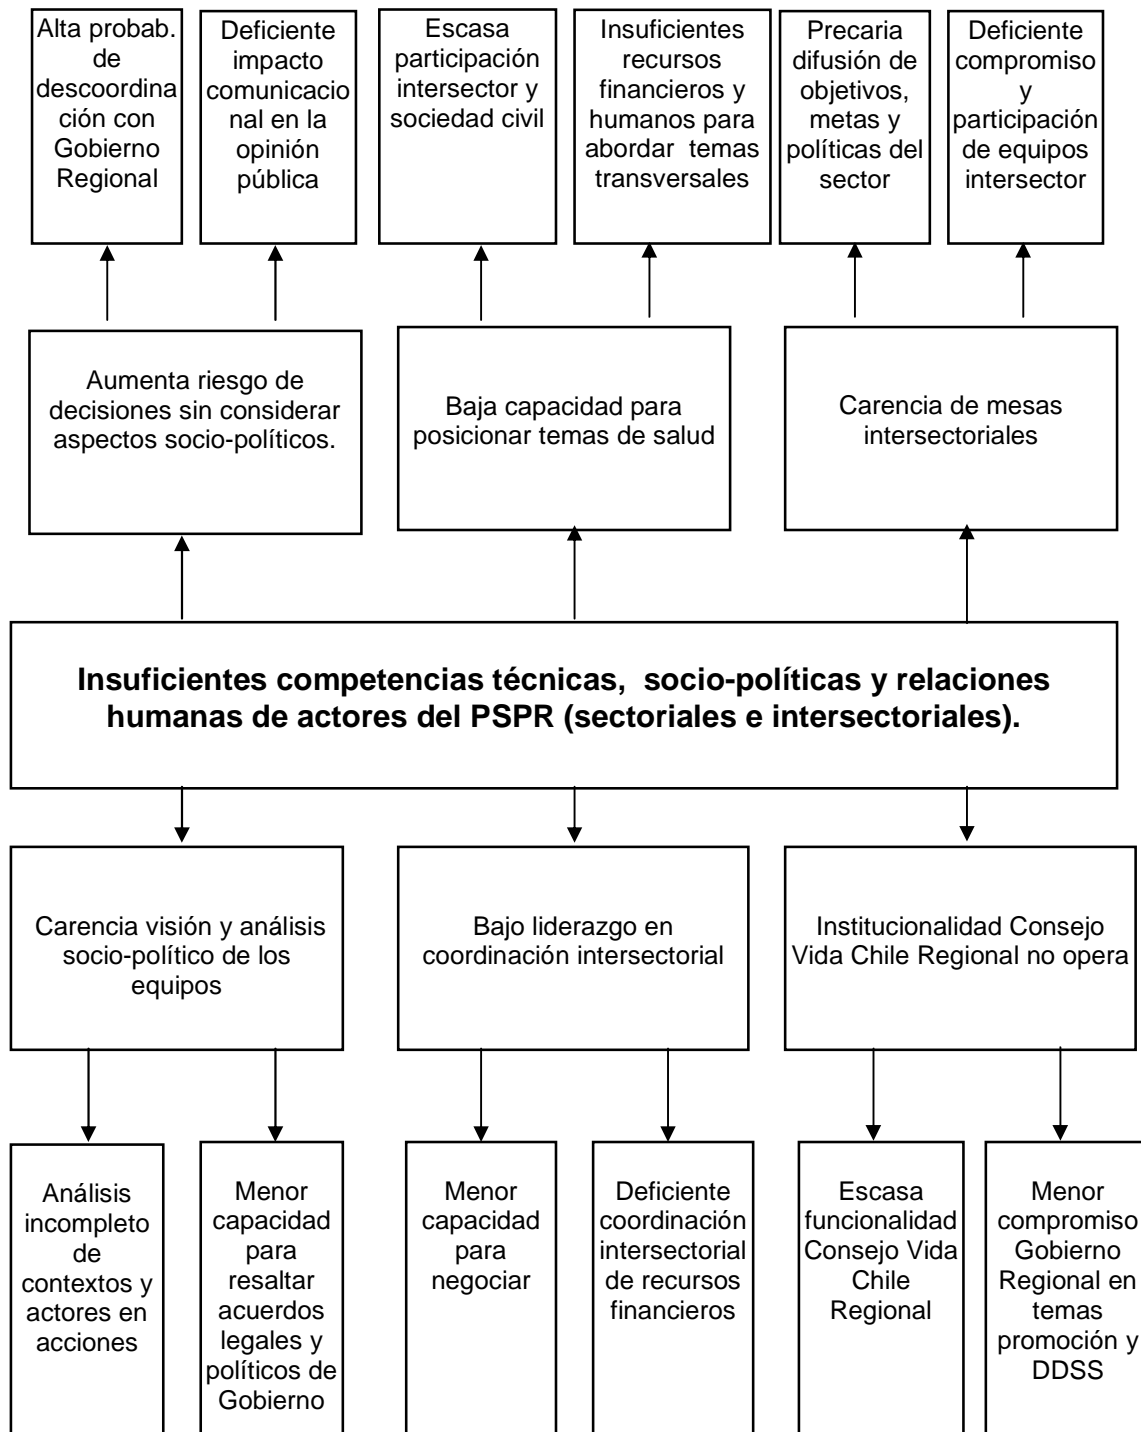 Alta probab.
de
descoordina
ción con
Gobierno
Regional
Deficiente
impacto
comunicacio
nal en la
opinión
pública
Escasa
participación
intersector y
sociedad civil
Insuficientes
recursos
financieros y
humanos para
abordar temas
transversales
Precaria
difusión de
objetivos,
metas y
políticas del
sector
Deficiente
compromiso
y
participación
de equipos
intersector
Aumenta riesgo de
decisiones sin considerar
aspectos socio-políticos.
Baja capacidad para
posicionar temas de salud
Carencia de mesas
intersectoriales
Insuficientes competencias técnicas, socio-políticas y relaciones
humanas de actores del PSPR (sectoriales e intersectoriales).
Carencia visión y análisis
socio-político de los
equipos
Bajo liderazgo en
coordinación intersectorial
Institucionalidad Consejo
Vida Chile Regional no opera
Análisis
incompleto
de
contextos y
actores en
acciones
Menor
capacidad
para
resaltar
acuerdos
legales y
políticos de
Gobierno
Menor
capacidad
para
negociar
Deficiente
coordinación
intersectorial
de recursos
financieros
Escasa
funcionalidad
Consejo Vida
Chile
Regional
Menor
compromiso
Gobierno
Regional en
temas
promoción y
DDSS